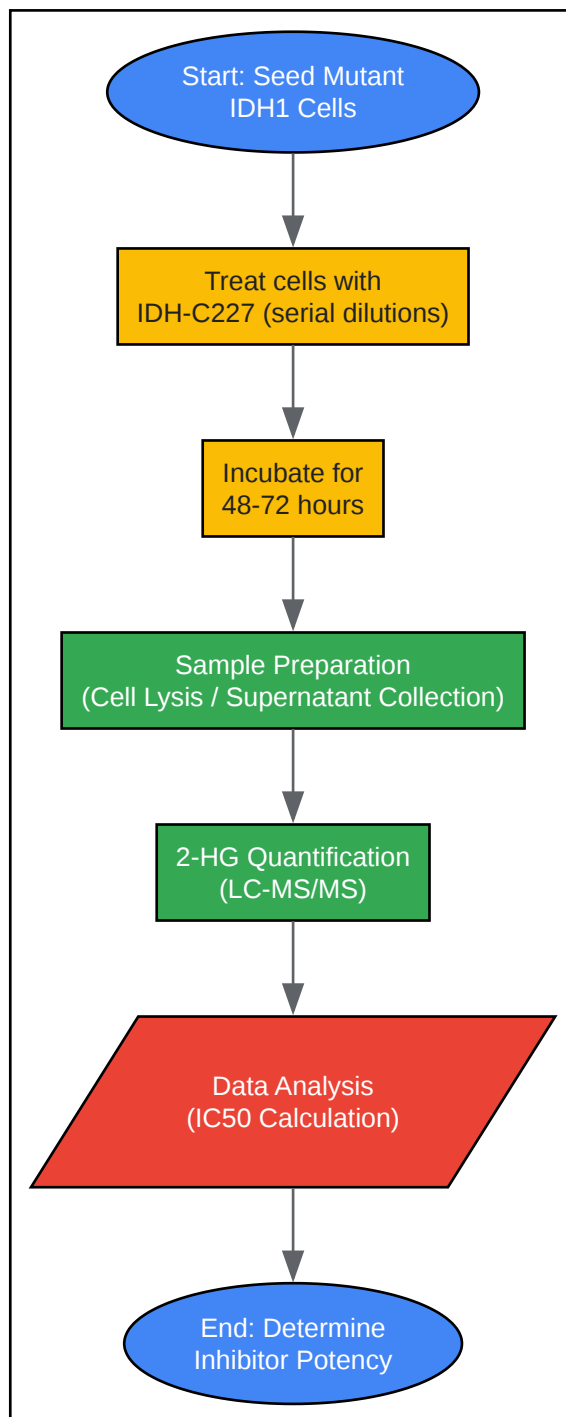 Start: Seed Mutant
IDH1 Cells
Treat cells with
IDH-C227 (serial dilutions)
Incubate for
48-72 hours
Sample Preparation
(Cell Lysis / Supernatant Collection)
2-HG Quantification
(LC-MS/MS)
Data Analysis
(IC50 Calculation)
End: Determine
Inhibitor Potency